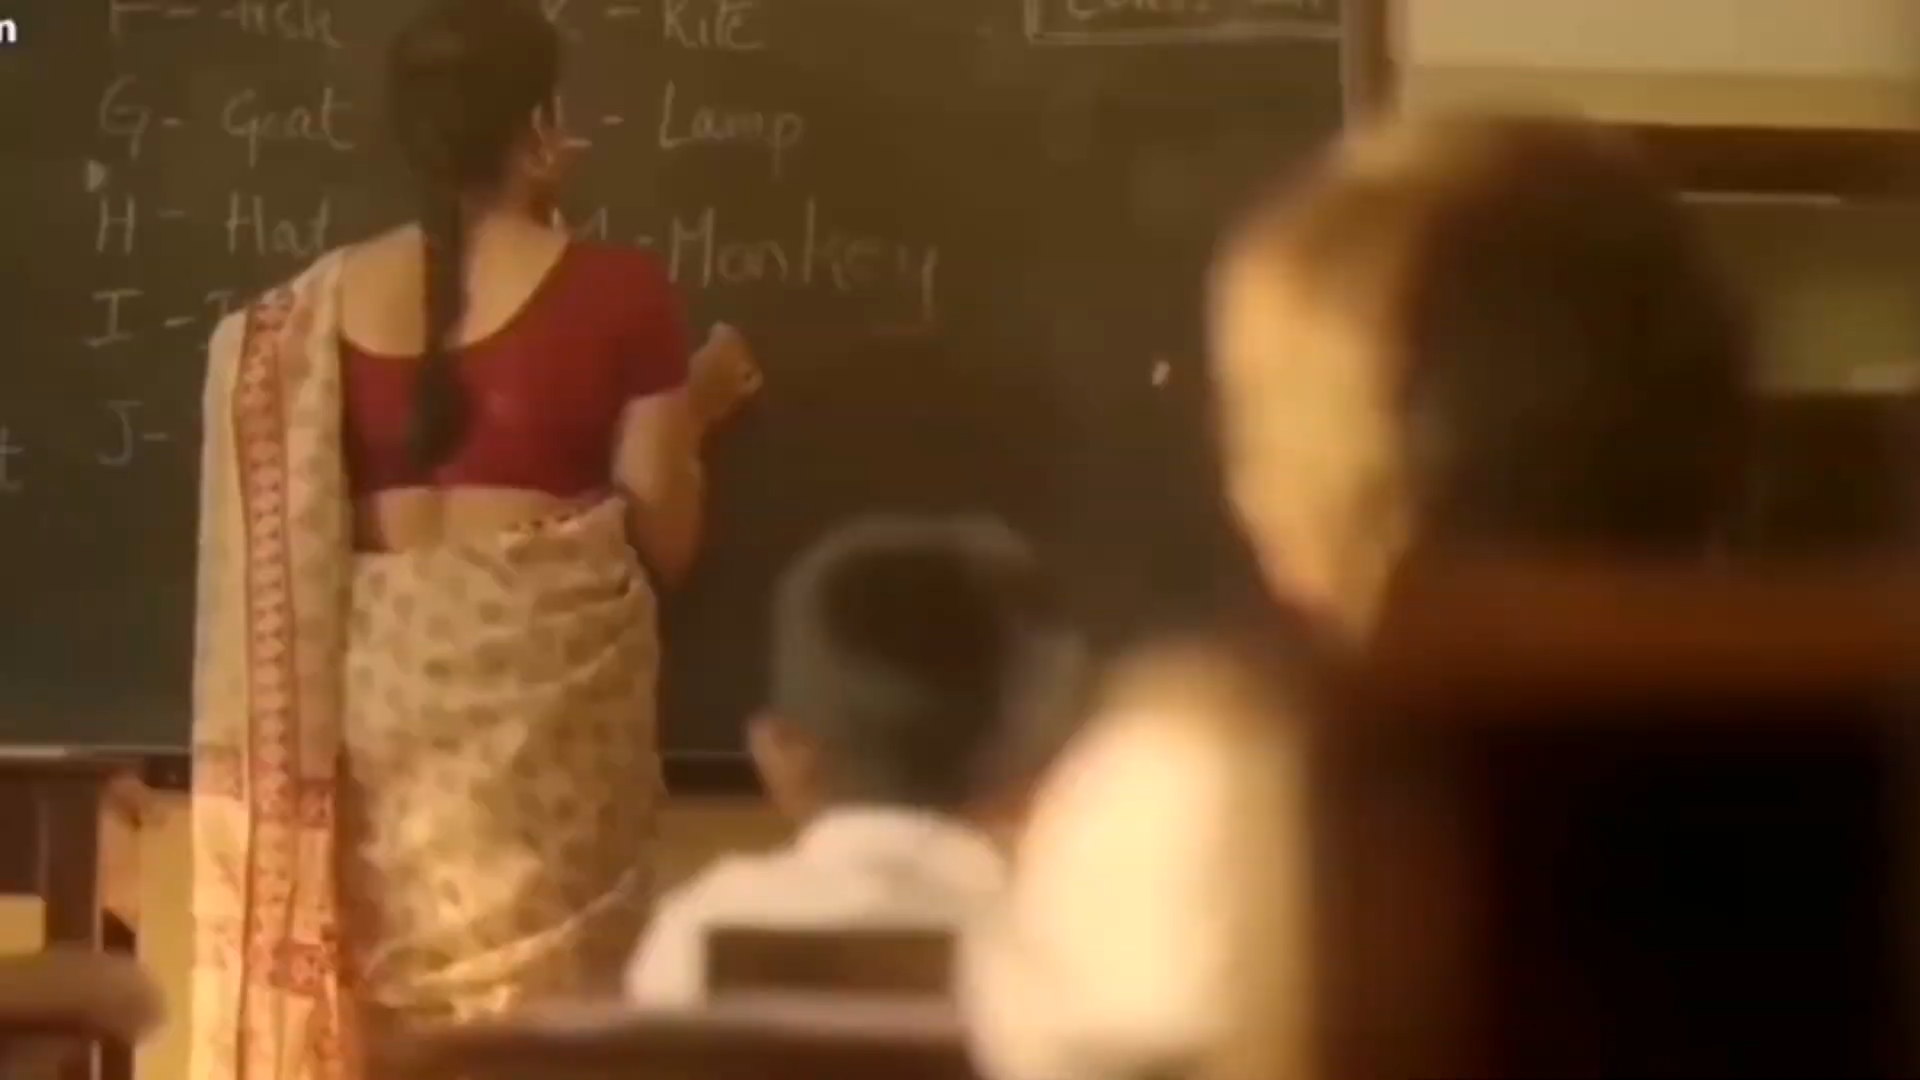 F - fish K - Kite
G - Goat L - Lamp
H - Hat M - Monkey
I -
J -